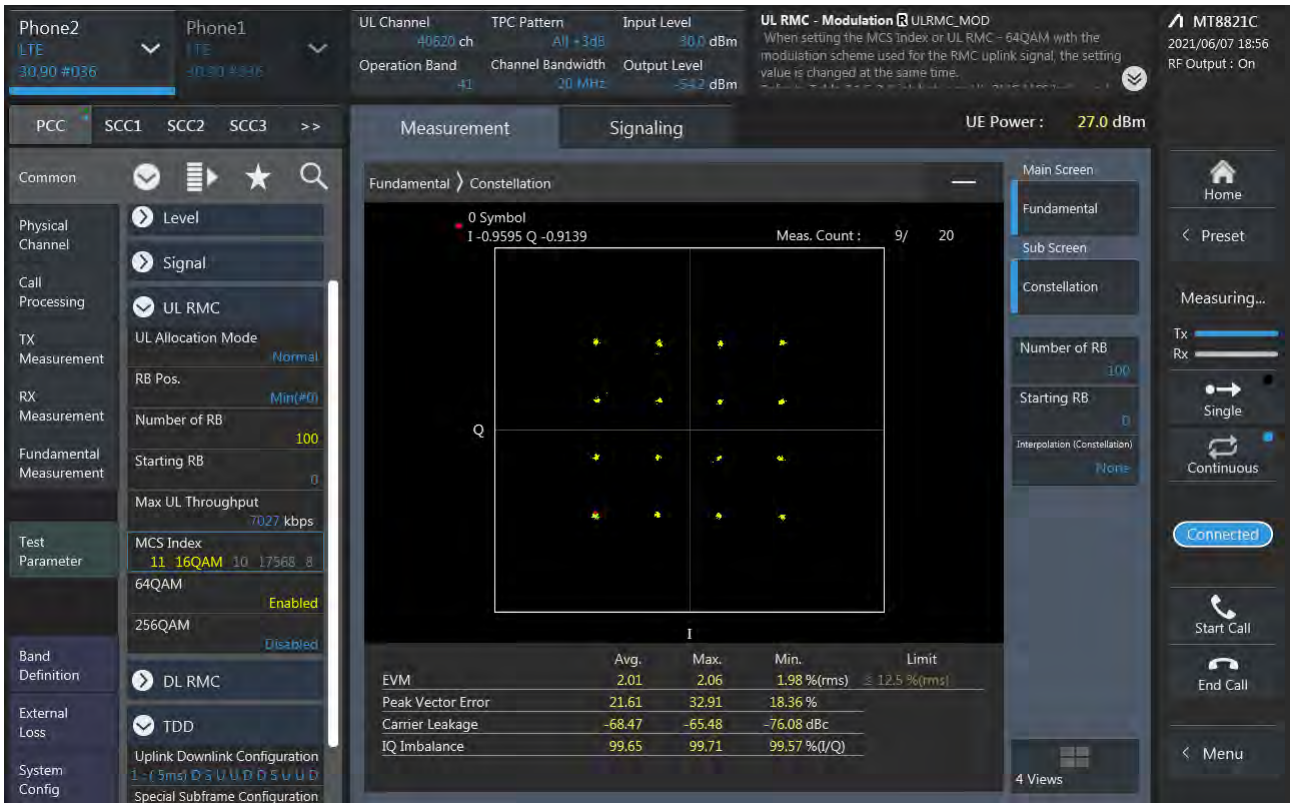 Phone2
LTE
30.90 #036
Phone1
LTE
30.90 #036
UL Channel
40620 ch
Operation Band
41
TPC Pattern
All +3dB
Channel Bandwidth
20 MHz
Input Level
30.0 dBm
Output Level
-54.2 dBm
UL RMC - Modulation R ULRMC_MOD
When setting the MCS Index or UL RMC – 64QAM with the
modulation scheme used for the RMC uplink signal, the setting
value is changed at the same time.
MT8821C
2021/06/07 18:56
RF Output : On
PCC SCC1 SCC2 SCC3 >>
Measurement
Signaling
UE Power : 27.0 dBm
Common
Physical
Channel
Call
Processing
TX
Measurement
RX
Measurement
Fundamental
Measurement
Test
Parameter
Band
Definition
External
Loss
System
Config
Level
Signal
UL RMC
UL Allocation Mode
Normal
RB Pos.
Min(#0)
Number of RB
100
Starting RB
0
Max UL Throughput
7027 kbps
MCS Index
11 16QAM 10 17568 8
64QAM
Enabled
256QAM
Disabled
DL RMC
TDD
Uplink Downlink Configuration
1 : ( 5ms) D S U U D D S U U D
Special Subframe Configuration
Fundamental 〉 Constellation
0 Symbol
I -0.9595 Q -0.9139
Meas. Count : 9/ 20
Q
I
Avg. Max. Min. Limit
EVM 2.01 2.06 1.98 %(rms) ≤ 12.5 %(rms)
Peak Vector Error 21.61 32.91 18.36 %
Carrier Leakage -68.47 -65.48 -76.08 dBc
IQ Imbalance 99.65 99.71 99.57 %(I/Q)
Main Screen
Fundamental
Sub Screen
Constellation
Number of RB
100
Starting RB
0
Interpolation (Constellation)
None
4 Views
Home
< Preset
Measuring...
Tx
Rx
Single
Continuous
Connected
Start Call
End Call
< Menu